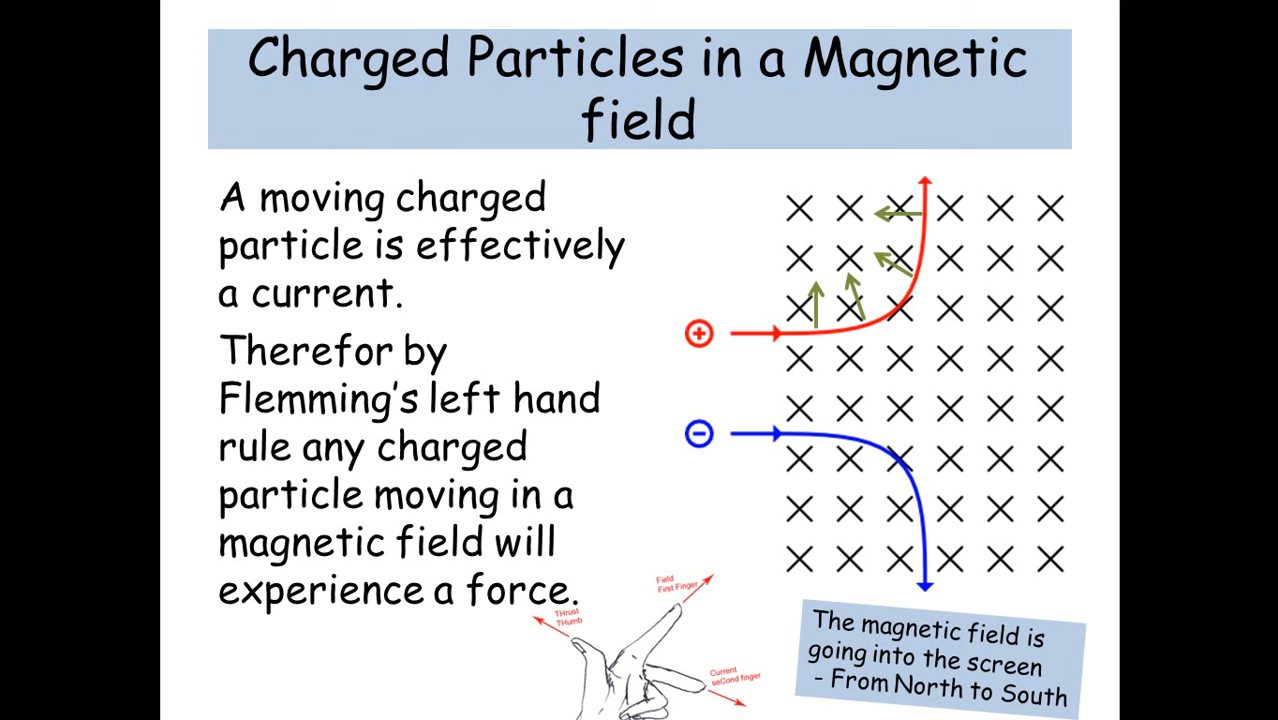 Charged Particles in a Magnetic
field
A moving charged
particle is effectively
a current.
Therefor by
Flemming's left hand
rule any charged
particle moving in a
magnetic field will
experience a force.
+
-
THrust
THumb
Field
First Finger
Current
seCond finger
The magnetic field is
going into the screen
- From North to South